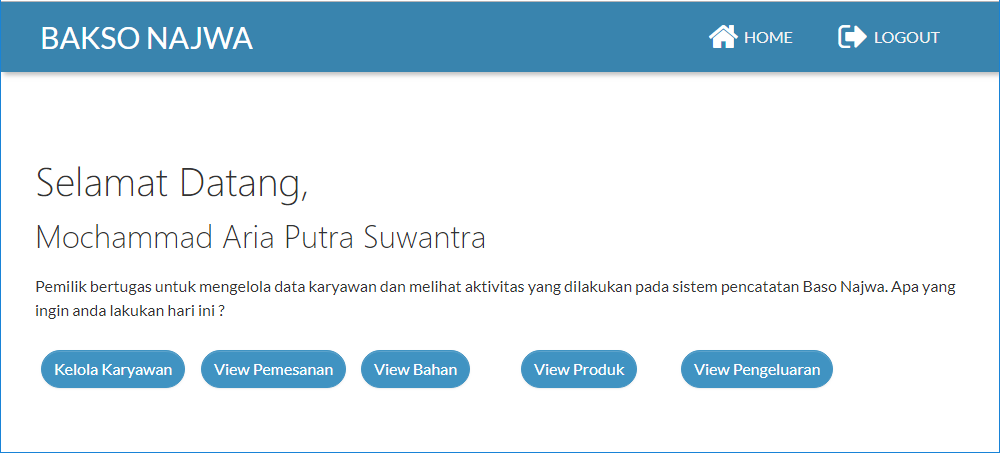 BAKSO NAJWA HOME LOGOUT
Selamat Datang,
Mochammad Aria Putra Suwantra
Pemilik bertugas untuk mengelola data karyawan dan melihat aktivitas yang dilakukan pada sistem pencatatan Baso Najwa. Apa yang
ingin anda lakukan hari ini ?
Kelola Karyawan View Pemesanan View Bahan View Produk View Pengeluaran